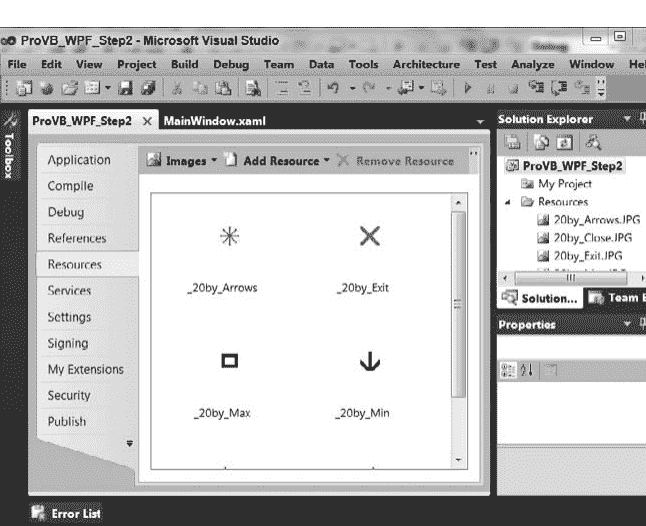 ProVB_WPF_Step2 - Microsoft Visual Studio
File Edit View Project Build Debug Team Data Tools Architecture Test Analyze Window Hel
Toolbox
ProVB_WPF_Step2 X MainWindow.xaml
Application
Compile
Debug
References
Resources
Services
Settings
Signing
My Extensions
Security
Publish
Images Add Resource Remove Resource
_20by_Arrows _20by_Exit
_20by_Max _20by_Min
Solution Explorer
ProVB_WPF_Step2
My Project
Resources
20by_Arrows.JPG
20by_Close.JPG
20by_Exit.JPG
Solution... Team E
Properties
Error List